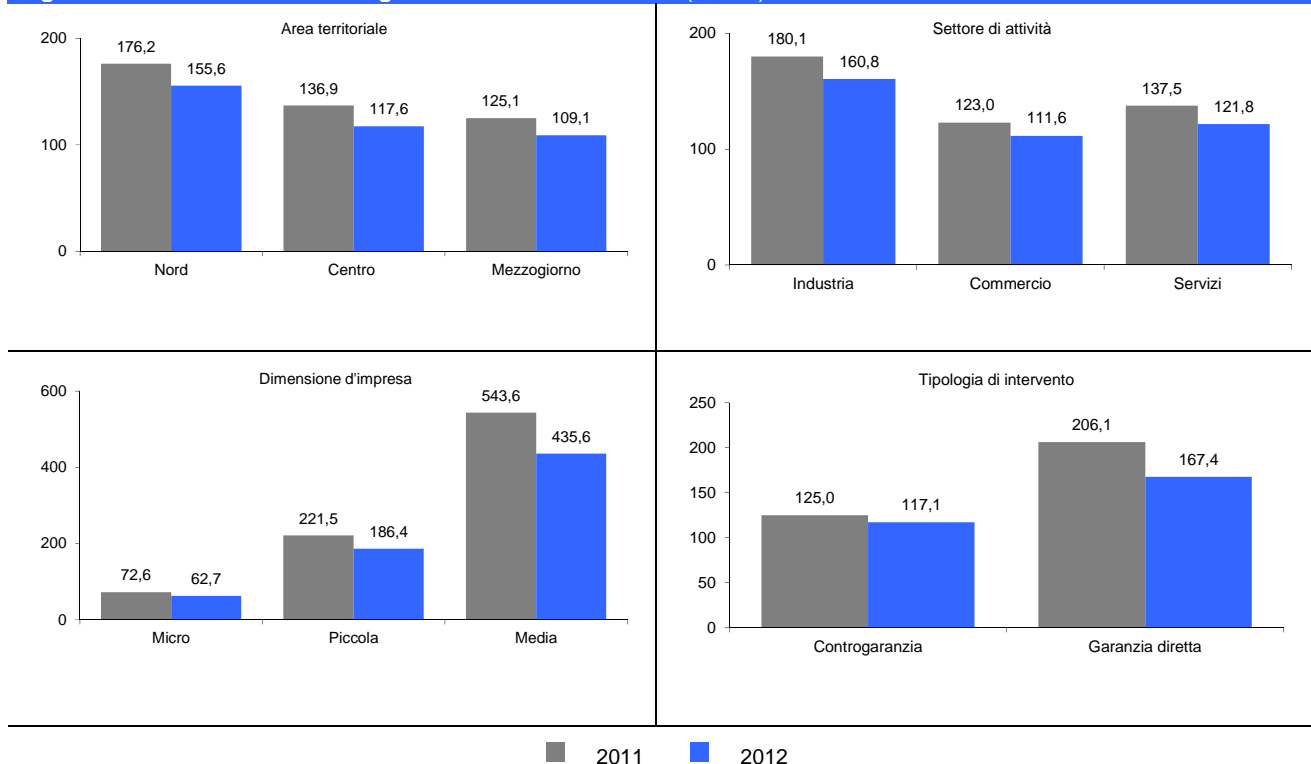 Area territoriale
200
100
0
176,2
155,6
136,9
117,6
125,1
109,1
Nord
Centro
Mezzogiorno
Settore di attività
200
100
0
180,1
160,8
123,0
111,6
137,5
121,8
Industria
Commercio
Servizi
Dimensione d'impresa
600
400
200
0
72,6
62,7
221,5
186,4
543,6
435,6
Micro
Piccola
Media
Tipologia di intervento
250
200
150
100
50
0
125,0
117,1
206,1
167,4
Controgaranzia
Garanzia diretta
2011
2012